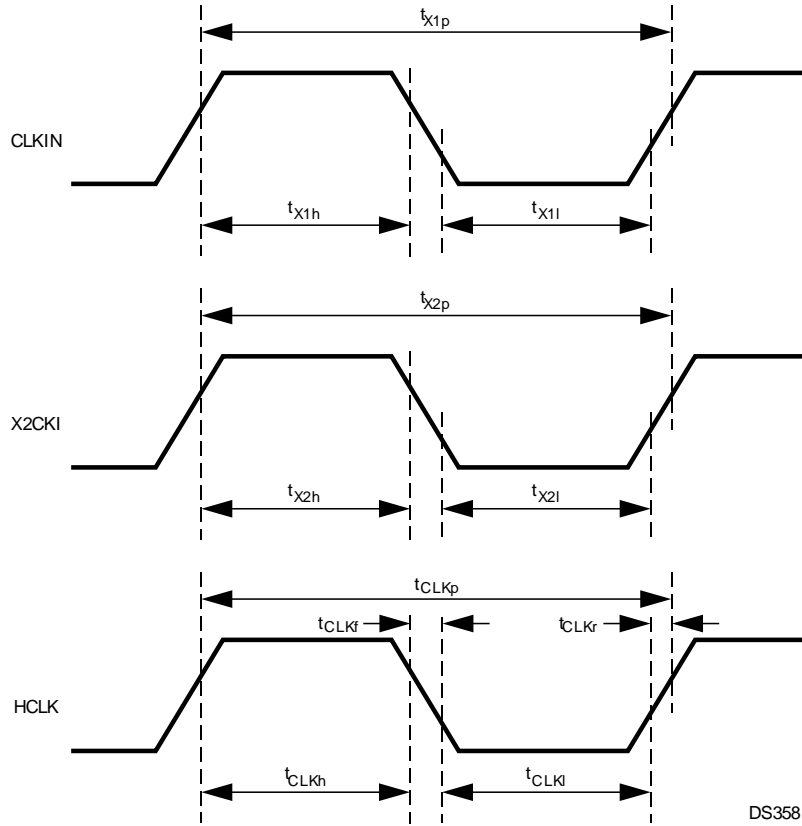 tX1p
CLKIN
tX1h
tX1l
tX2p
X2CKI
tX2h
tX2l
tCLKp
tCLKf
tCLKr
HCLK
tCLKh
tCLKl
DS358